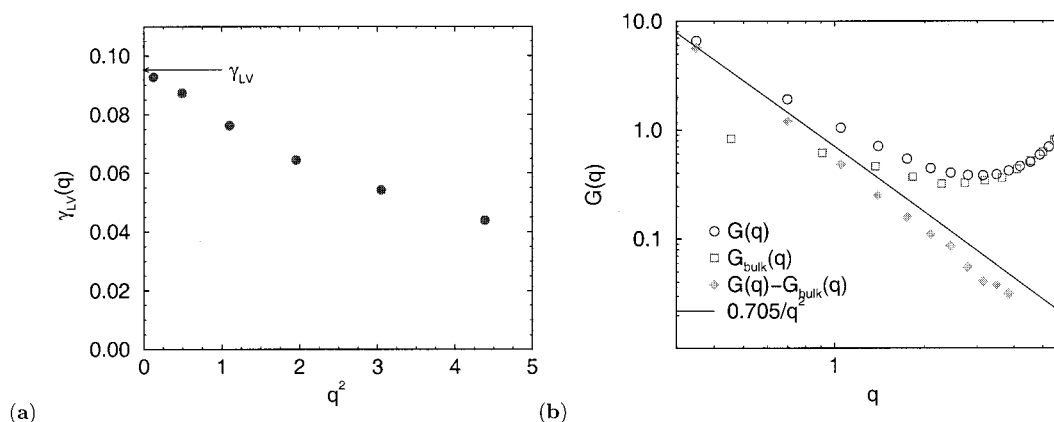 0.10
0.08
0.06
0.04
0.02
0.00
γLV(q)
γLV
0 1 2 3 4 5
q²
(a)
10.0
1.0
0.1
G(q)
G(q)
Gbulk(q)
G(q)−Gbulk(q)
0.705/q²
1
q
(b)